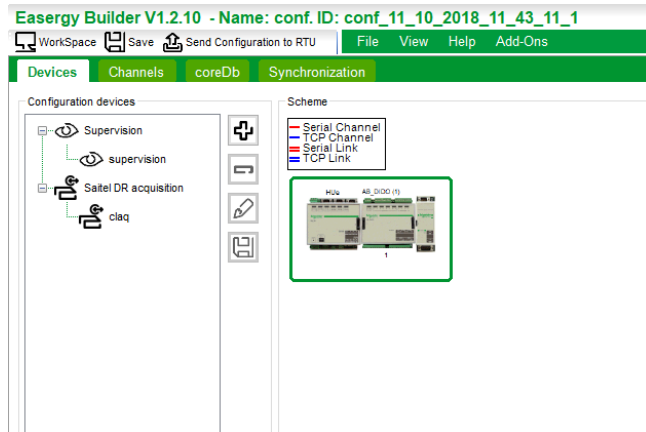 Easergy Builder V1.2.10 - Name: conf. ID: conf_11_10_2018_11_43_11_1
WorkSpace Save Send Configuration to RTU File View Help Add-Ons
Devices Channels coreDb Synchronization
Configuration devices
Supervision
supervision
Saitel DR acquisition
claq
Scheme
Serial Channel
TCP Channel
Serial Link
TCP Link
HUe AB_DIDO (1)
1